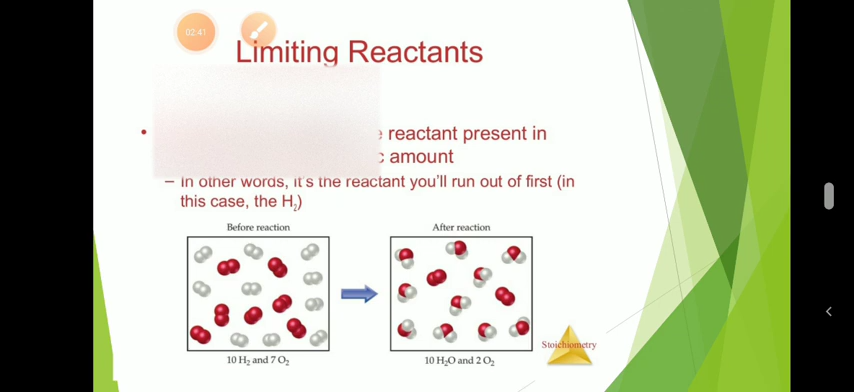 02:41
Limiting Reactants
• reactant present in
amount
– In other words, it's the reactant you'll run out of first (in
this case, the H₂)
Before reaction
After reaction
10 H₂ and 7 O₂
10 H₂O and 2 O₂
Stoichiometry